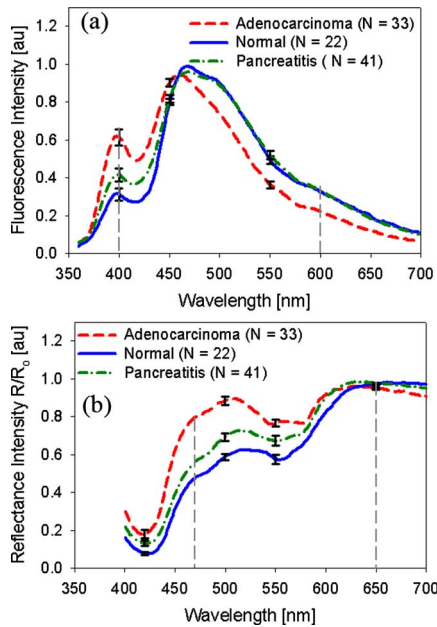 (a)
Adenocarcinoma (N = 33)
Normal (N = 22)
Pancreatitis ( N = 41)
Fluorescence Intensity [au]
1.2
1.0
0.8
0.6
0.4
0.2
0.0
400
450
500
550
600
650
700
Wavelength [nm]
Adenocarcinoma (N = 33)
Normal (N = 22)
Pancreatitis (N = 41)
(b)
Reflectance Intensity R/Ro [au]
1.2
1.0
0.8
0.6
0.4
0.2
0.0
350
400
450
500
550
600
650
700
Wavelength [nm]